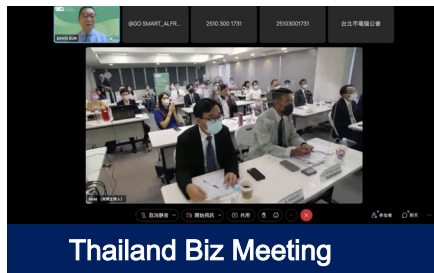 DAVID SUN
@GO SMART_ALFR...
2510 300 1731
25103001731
台北市電腦公會
取消靜音
開始視訊
共用
參加者
聊天
Thailand Biz Meeting